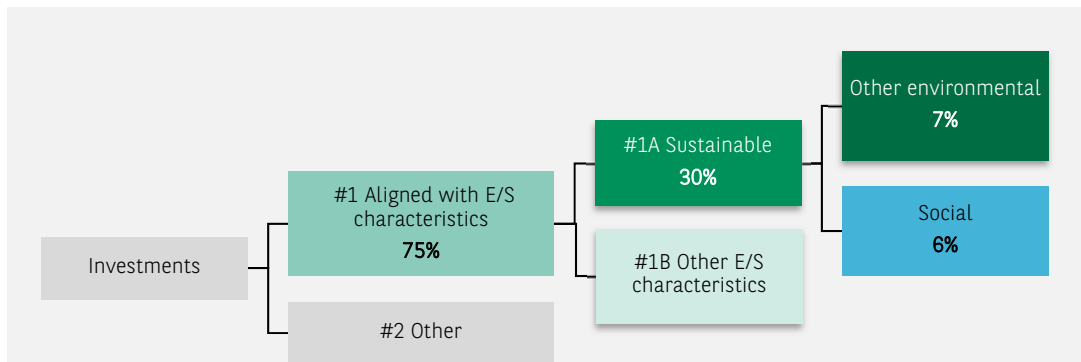 Investments
#1 Aligned with E/S
characteristics
75%
#2 Other
#1A Sustainable
30%
#1B Other E/S
characteristics
Other environmental
7%
Social
6%